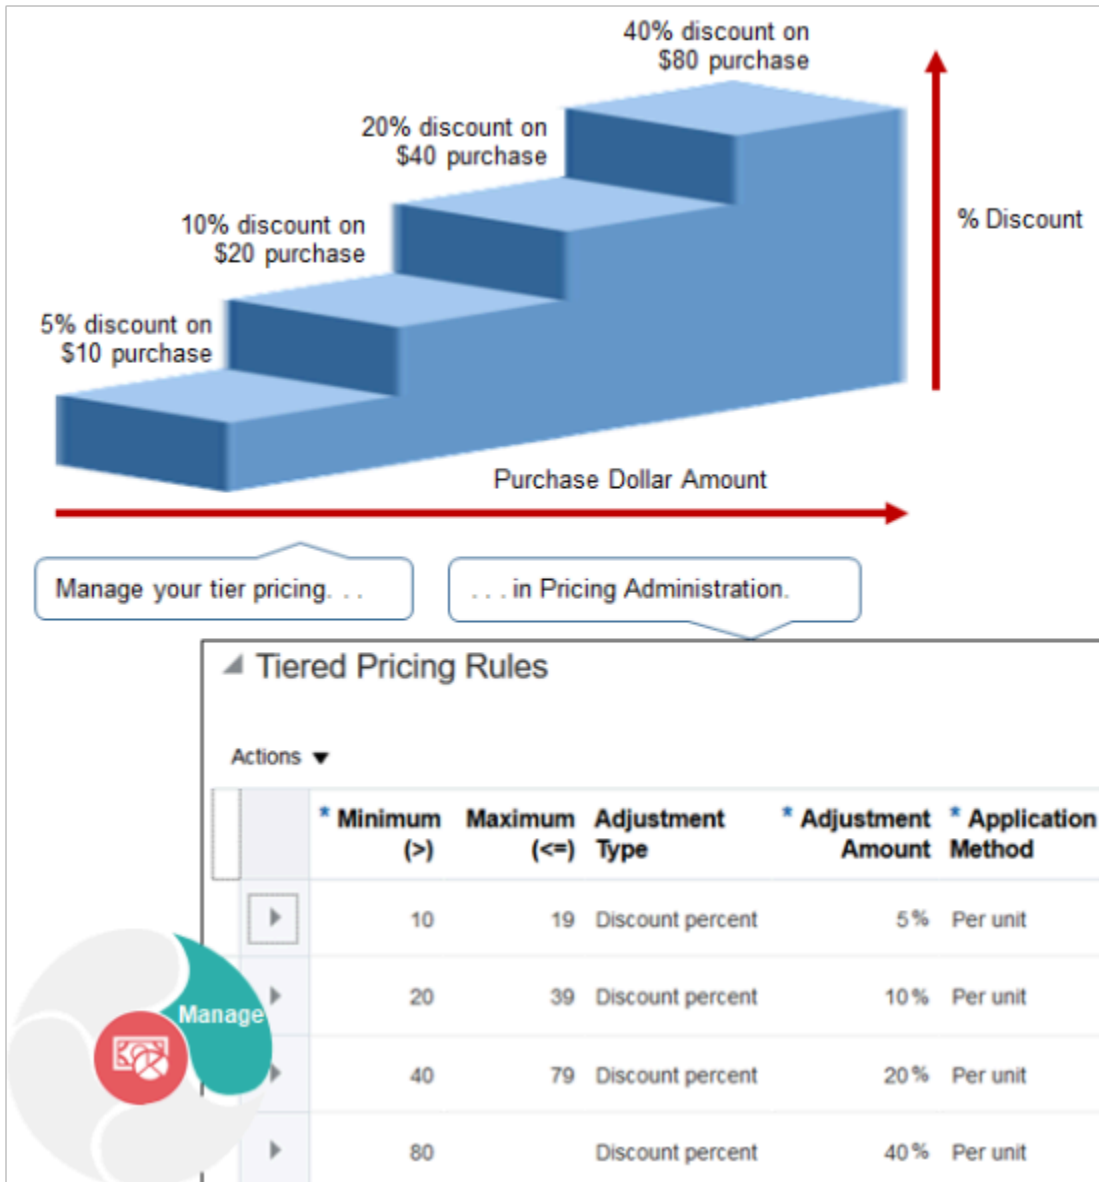 40% discount on
$80 purchase
20% discount on
$40 purchase
% Discount
10% discount on
$20 purchase
5% discount on
$10 purchase
Purchase Dollar Amount
Manage your tier pricing. . .
. . . in Pricing Administration.
Tiered Pricing Rules
Actions
* Minimum Maximum Adjustment * Adjustment * Application
(>) (<=) Type Amount Method
10 19 Discount percent 5% Per unit
20 39 Discount percent 10% Per unit
Manage
40 79 Discount percent 20% Per unit
80 Discount percent 40% Per unit